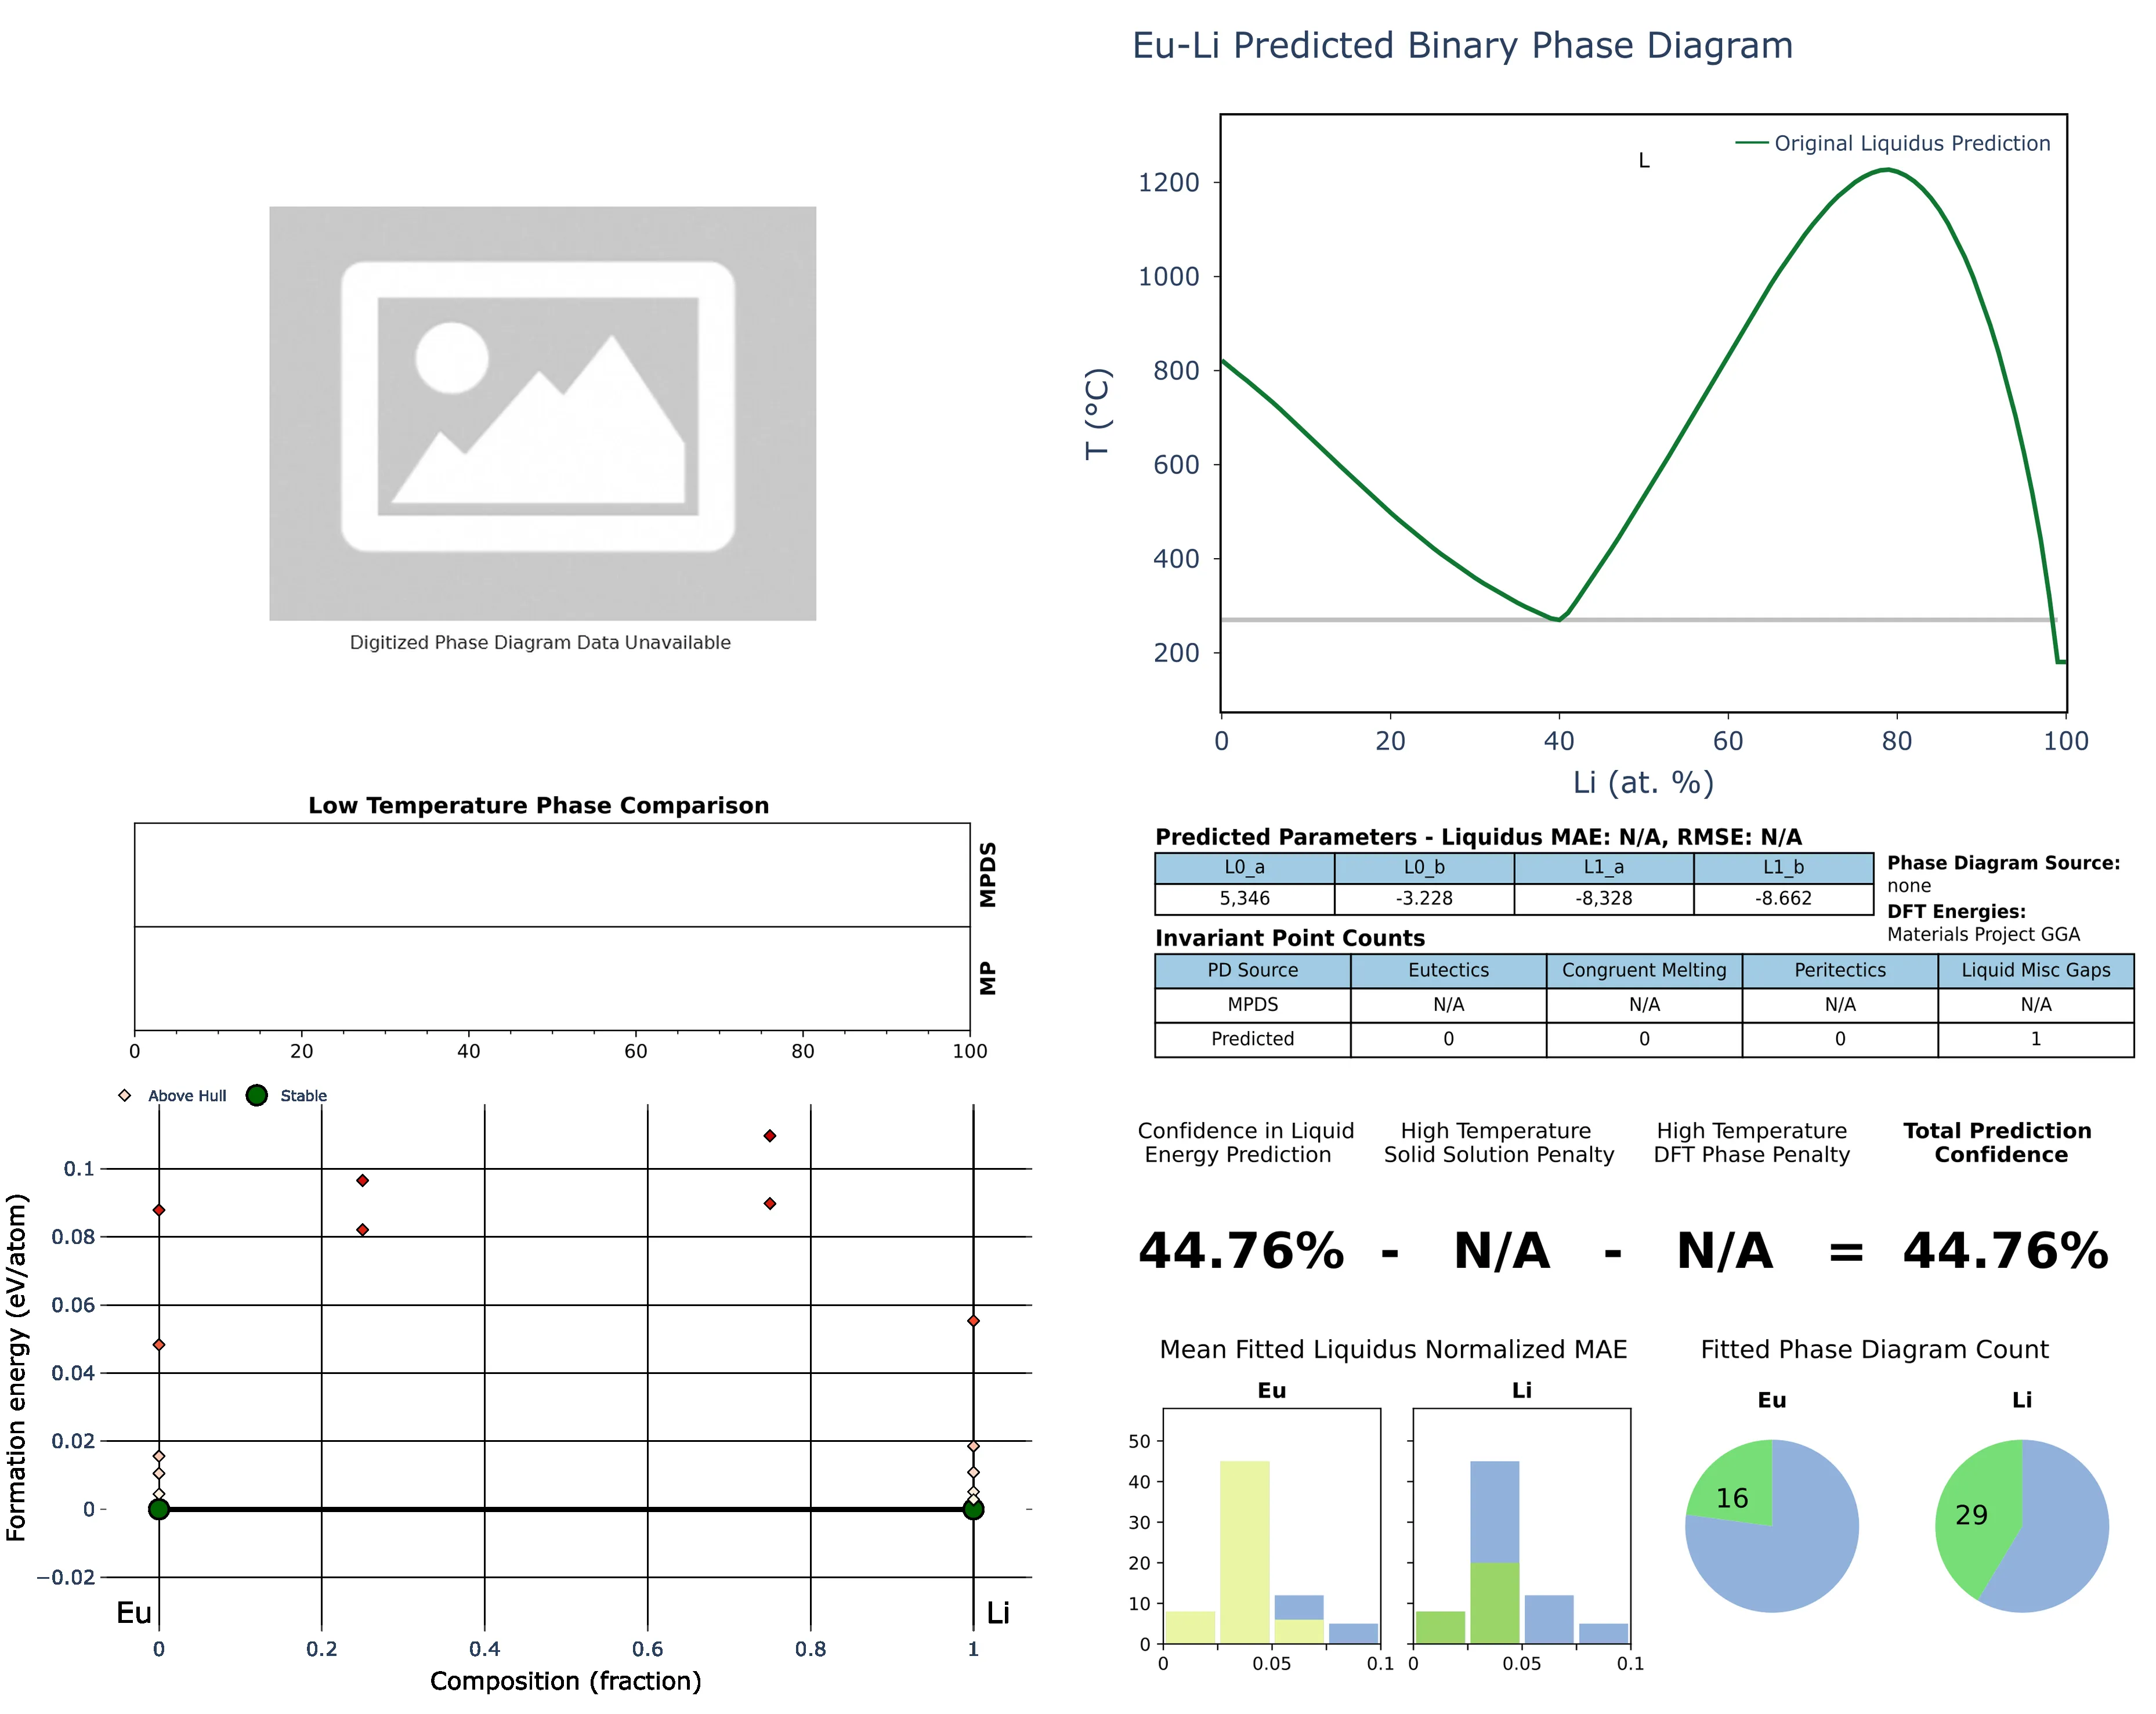 Eu-Li Predicted Binary Phase Diagram
Original Liquidus Prediction
L
1200
1000
800
600
400
200
T (°C)
0 20 40 60 80 100
Li (at. %)
Digitized Phase Diagram Data Unavailable
Low Temperature Phase Comparison
MPDS
MP
0 20 40 60 80 100
Predicted Parameters - Liquidus MAE: N/A, RMSE: N/A
L0_a L0_b L1_a L1_b
5,346 -3.228 -8,328 -8.662
Phase Diagram Source:
none
DFT Energies:
Materials Project GGA
Invariant Point Counts
PD Source Eutectics Congruent Melting Peritectics Liquid Misc Gaps
MPDS N/A N/A N/A N/A
Predicted 0 0 0 1
Above Hull Stable
0.1
0.08
0.06
0.04
0.02
0
−0.02
Formation energy (eV/atom)
Eu Li
0 0.2 0.4 0.6 0.8 1
Composition (fraction)
Confidence in Liquid
Energy Prediction
High Temperature
Solid Solution Penalty
High Temperature
DFT Phase Penalty
Total Prediction
Confidence
44.76% - N/A - N/A = 44.76%
Mean Fitted Liquidus Normalized MAE
Eu Li
50
40
30
20
10
0
0 0.05 0.1 0 0.05 0.1
Fitted Phase Diagram Count
Eu Li
16 29